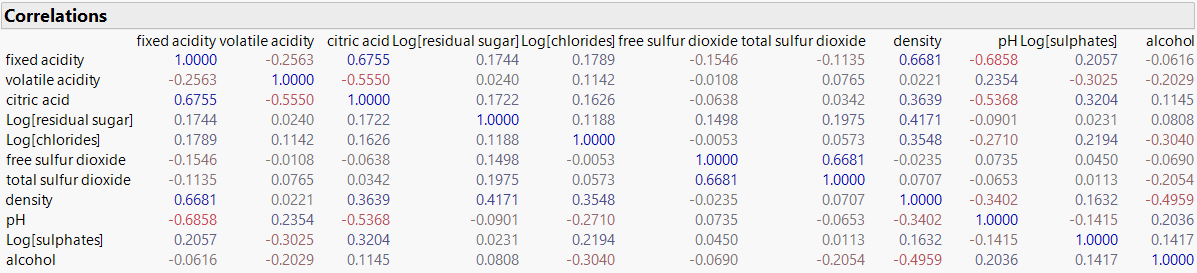 Correlations
fixed acidity volatile acidity citric acid Log[residual sugar] Log[chlorides] free sulfur dioxide total sulfur dioxide density pH Log[sulphates] alcohol
fixed acidity 1.0000 -0.2563 0.6755 0.1744 0.1789 -0.1546 -0.1135 0.6681 -0.6858 0.2057 -0.0616
volatile acidity -0.2563 1.0000 -0.5550 0.0240 0.1142 -0.0108 0.0765 0.0221 0.2354 -0.3025 -0.2029
citric acid 0.6755 -0.5550 1.0000 0.1722 0.1626 -0.0638 0.0342 0.3639 -0.5368 0.3204 0.1145
Log[residual sugar] 0.1744 0.0240 0.1722 1.0000 0.1188 0.1498 0.1975 0.4171 -0.0901 0.0231 0.0808
Log[chlorides] 0.1789 0.1142 0.1626 0.1188 1.0000 -0.0053 0.0573 0.3548 -0.2710 0.2194 -0.3040
free sulfur dioxide -0.1546 -0.0108 -0.0638 0.1498 -0.0053 1.0000 0.6681 -0.0235 0.0735 0.0450 -0.0690
total sulfur dioxide -0.1135 0.0765 0.0342 0.1975 0.0573 0.6681 1.0000 0.0707 -0.0653 0.0113 -0.2054
density 0.6681 0.0221 0.3639 0.4171 0.3548 -0.0235 0.0707 1.0000 -0.3402 0.1632 -0.4959
pH -0.6858 0.2354 -0.5368 -0.0901 -0.2710 0.0735 -0.0653 -0.3402 1.0000 -0.1415 0.2036
Log[sulphates] 0.2057 -0.3025 0.3204 0.0231 0.2194 0.0450 0.0113 0.1632 -0.1415 1.0000 0.1417
alcohol -0.0616 -0.2029 0.1145 0.0808 -0.3040 -0.0690 -0.2054 -0.4959 0.2036 0.1417 1.0000